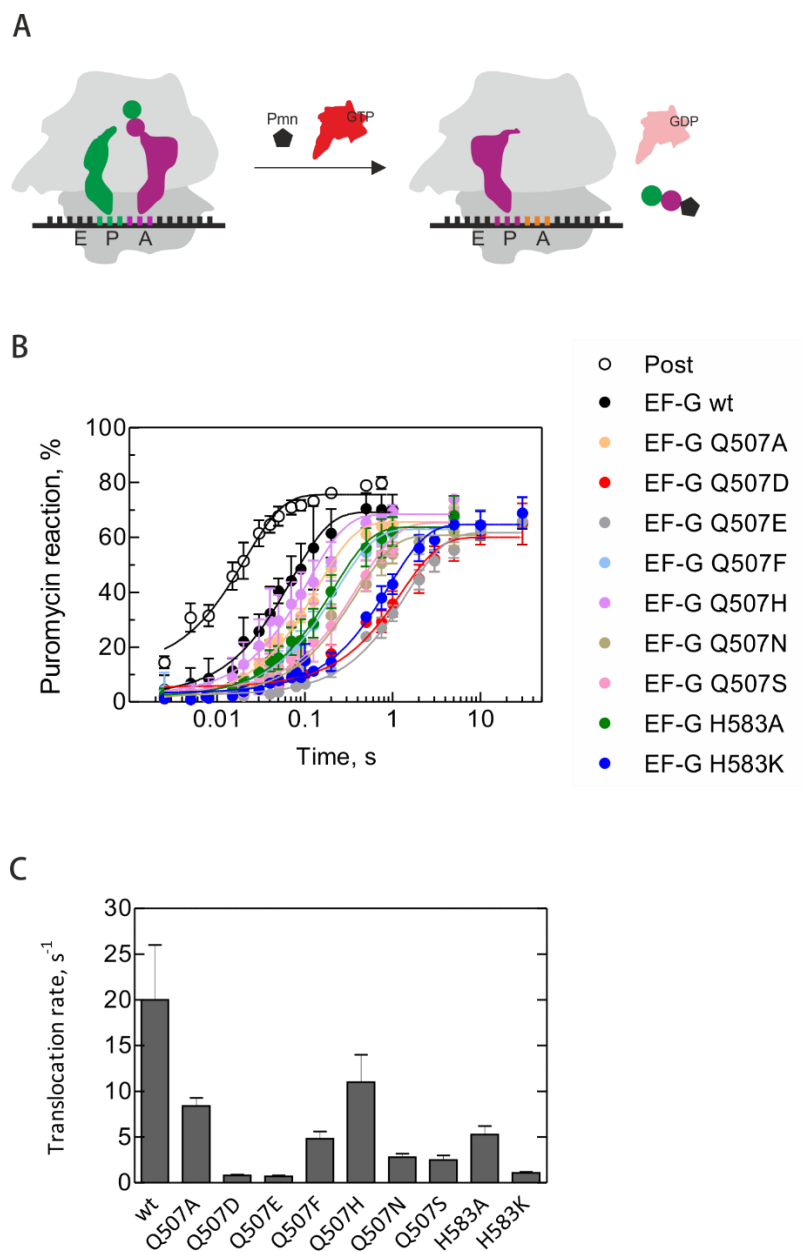 A
Pmn
GTP
GDP
E P A
E P A
B
100
80
60
40
20
0
Puromycin reaction, %
0.01 0.1 1 10
Time, s
Post
EF-G wt
EF-G Q507A
EF-G Q507D
EF-G Q507E
EF-G Q507F
EF-G Q507H
EF-G Q507N
EF-G Q507S
EF-G H583A
EF-G H583K
C
30
25
20
15
10
5
0
Translocation rate, s⁻¹
wt
Q507A
Q507D
Q507E
Q507F
Q507H
Q507N
Q507S
H583A
H583K